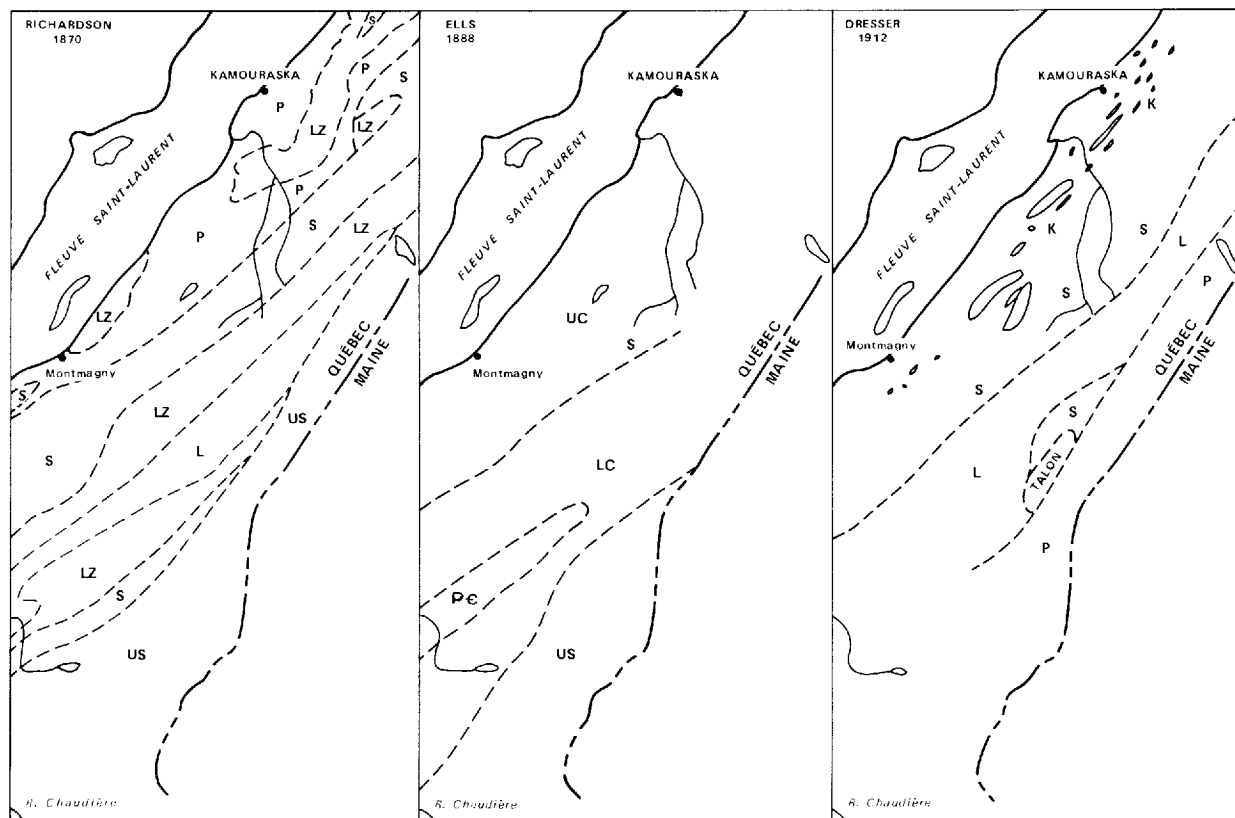 RICHARDSON
1870
S
KAMOURASKA
P
P
S
LZ
LZ
FLEUVE SAINT-LAURENT
P
P
S
LZ
LZ
Montmagny
QUÉBEC
MAINE
S
LZ
US
S
L
LZ
S
US
R. Chaudière
ELLS
1888
KAMOURASKA
FLEUVE SAINT-LAURENT
UC
S
QUÉBEC
MAINE
Montmagny
LC
P€
US
R. Chaudière
DRESSER
1912
KAMOURASKA
K
FLEUVE SAINT-LAURENT
K
S
L
P
S
Montmagny
QUÉBEC
MAINE
S
S
L
TALON
P
R. Chaudière